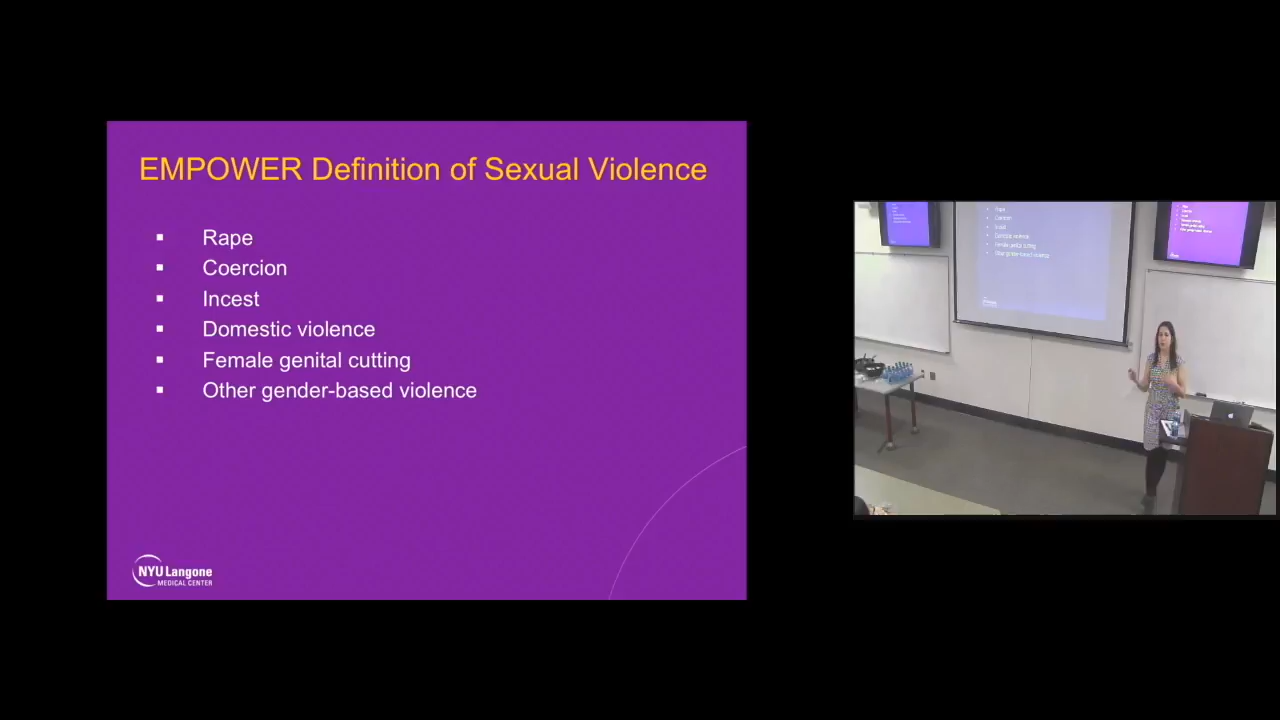 EMPOWER Definition of Sexual Violence
▪ Rape
▪ Coercion
▪ Incest
▪ Domestic violence
▪ Female genital cutting
▪ Other gender-based violence
NYU Langone
MEDICAL CENTER